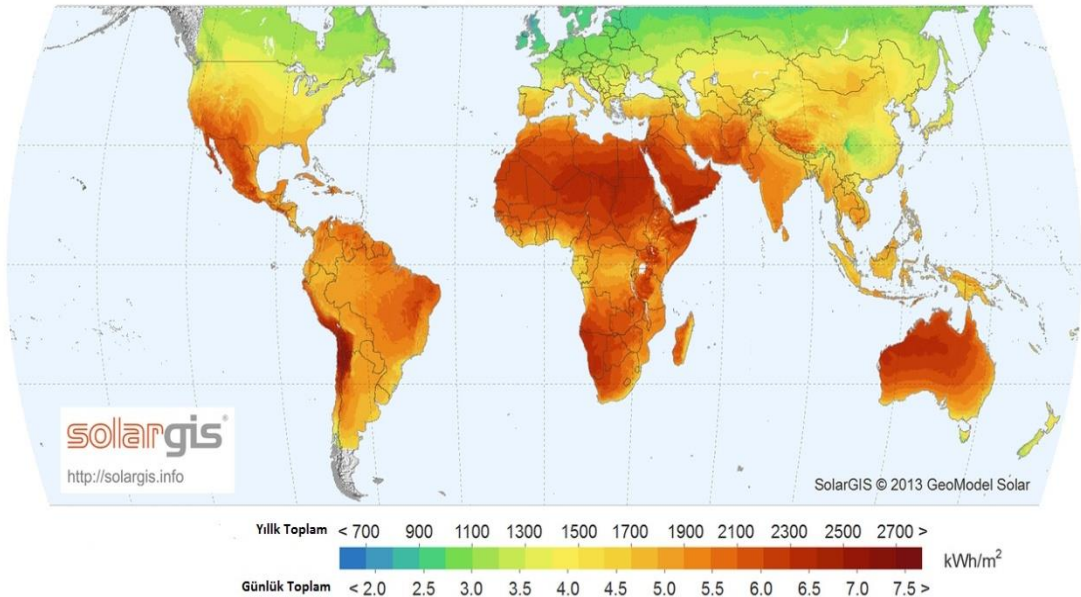 solargis®
http://solargis.info
SolarGIS © 2013 GeoModel Solar
Yıllk Toplam < 700 900 1100 1300 1500 1700 1900 2100 2300 2500 2700 >
kWh/m²
Günlük Toplam < 2.0 2.5 3.0 3.5 4.0 4.5 5.0 5.5 6.0 6.5 7.0 7.5 >